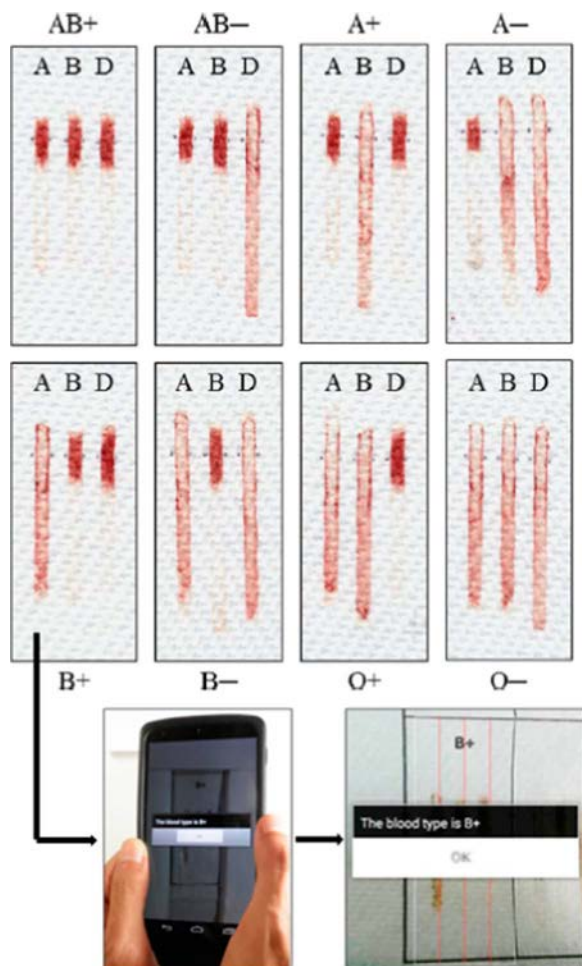 AB+ AB− A+ A−
A B D A B D A B D A B D
A B D A B D A B D A B D
B+ B− O+ O−
B+
B+
The blood type is B+
The blood type is B+
OK